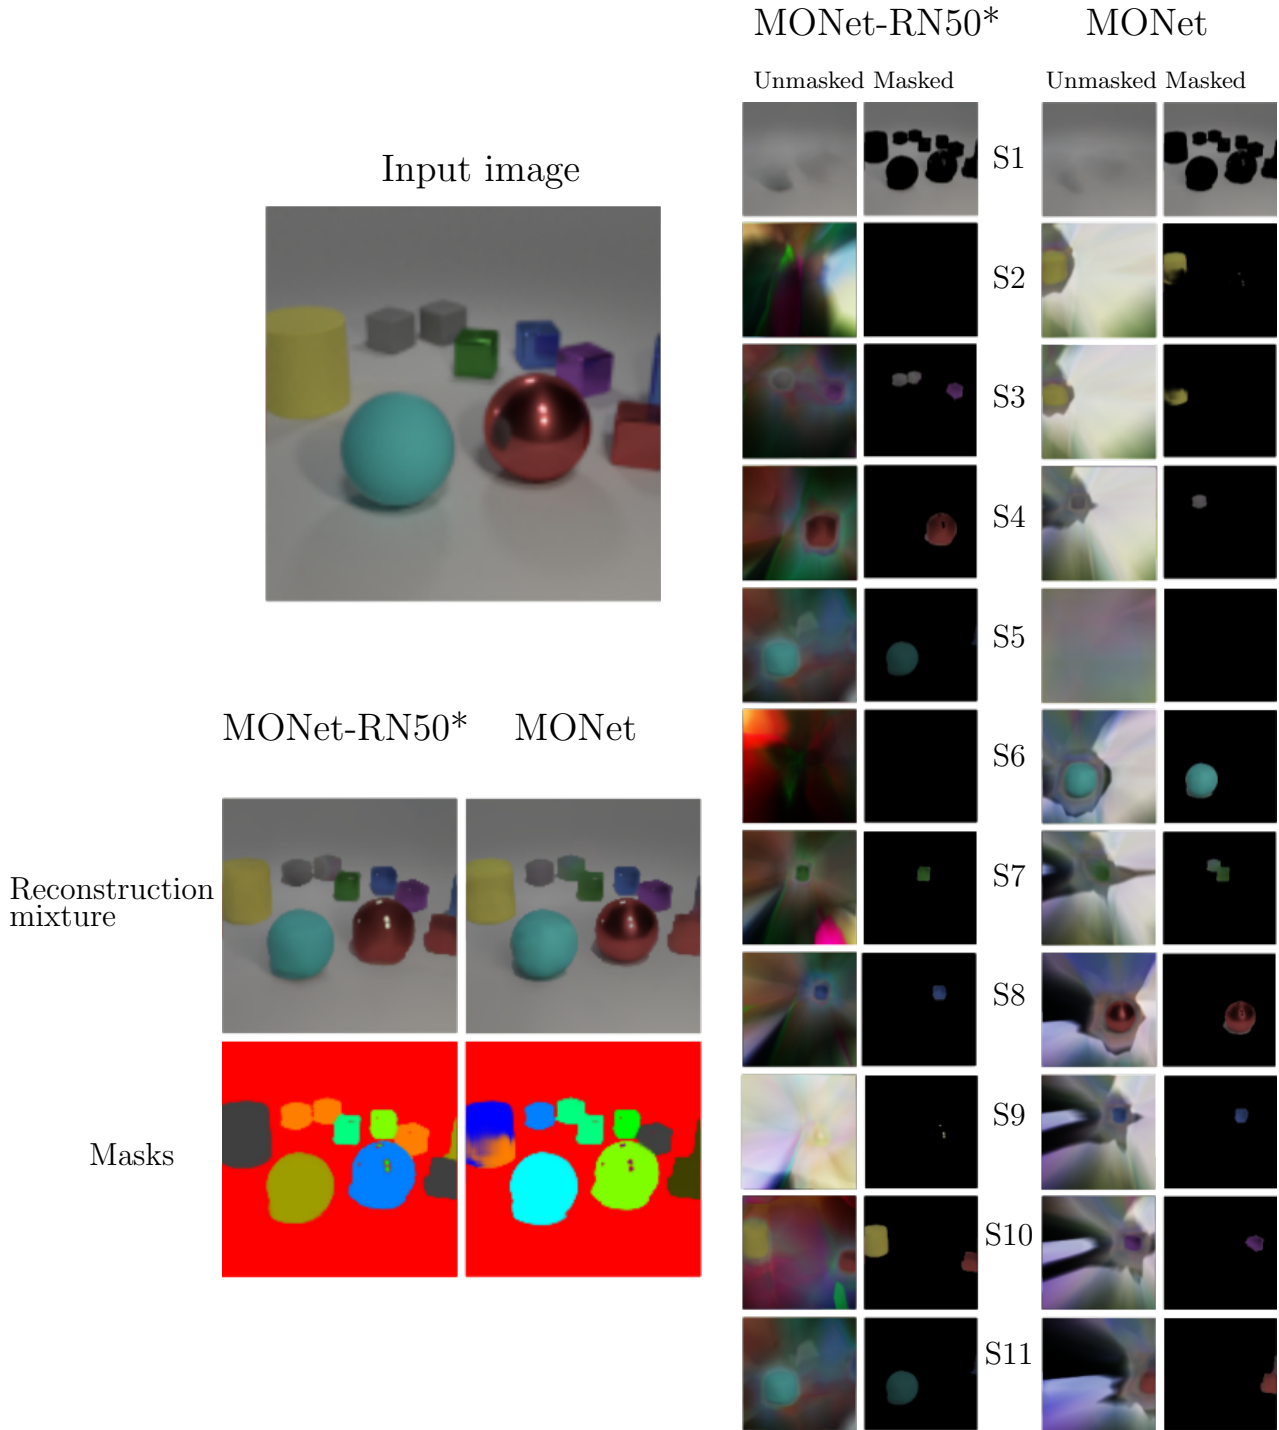 MONet-RN50* MONet
Unmasked Masked Unmasked Masked
Input image
S1
S2
S3
S4
S5
S6
S7
S8
S9
S10
S11
MONet-RN50* MONet
Reconstruction
mixture
Masks